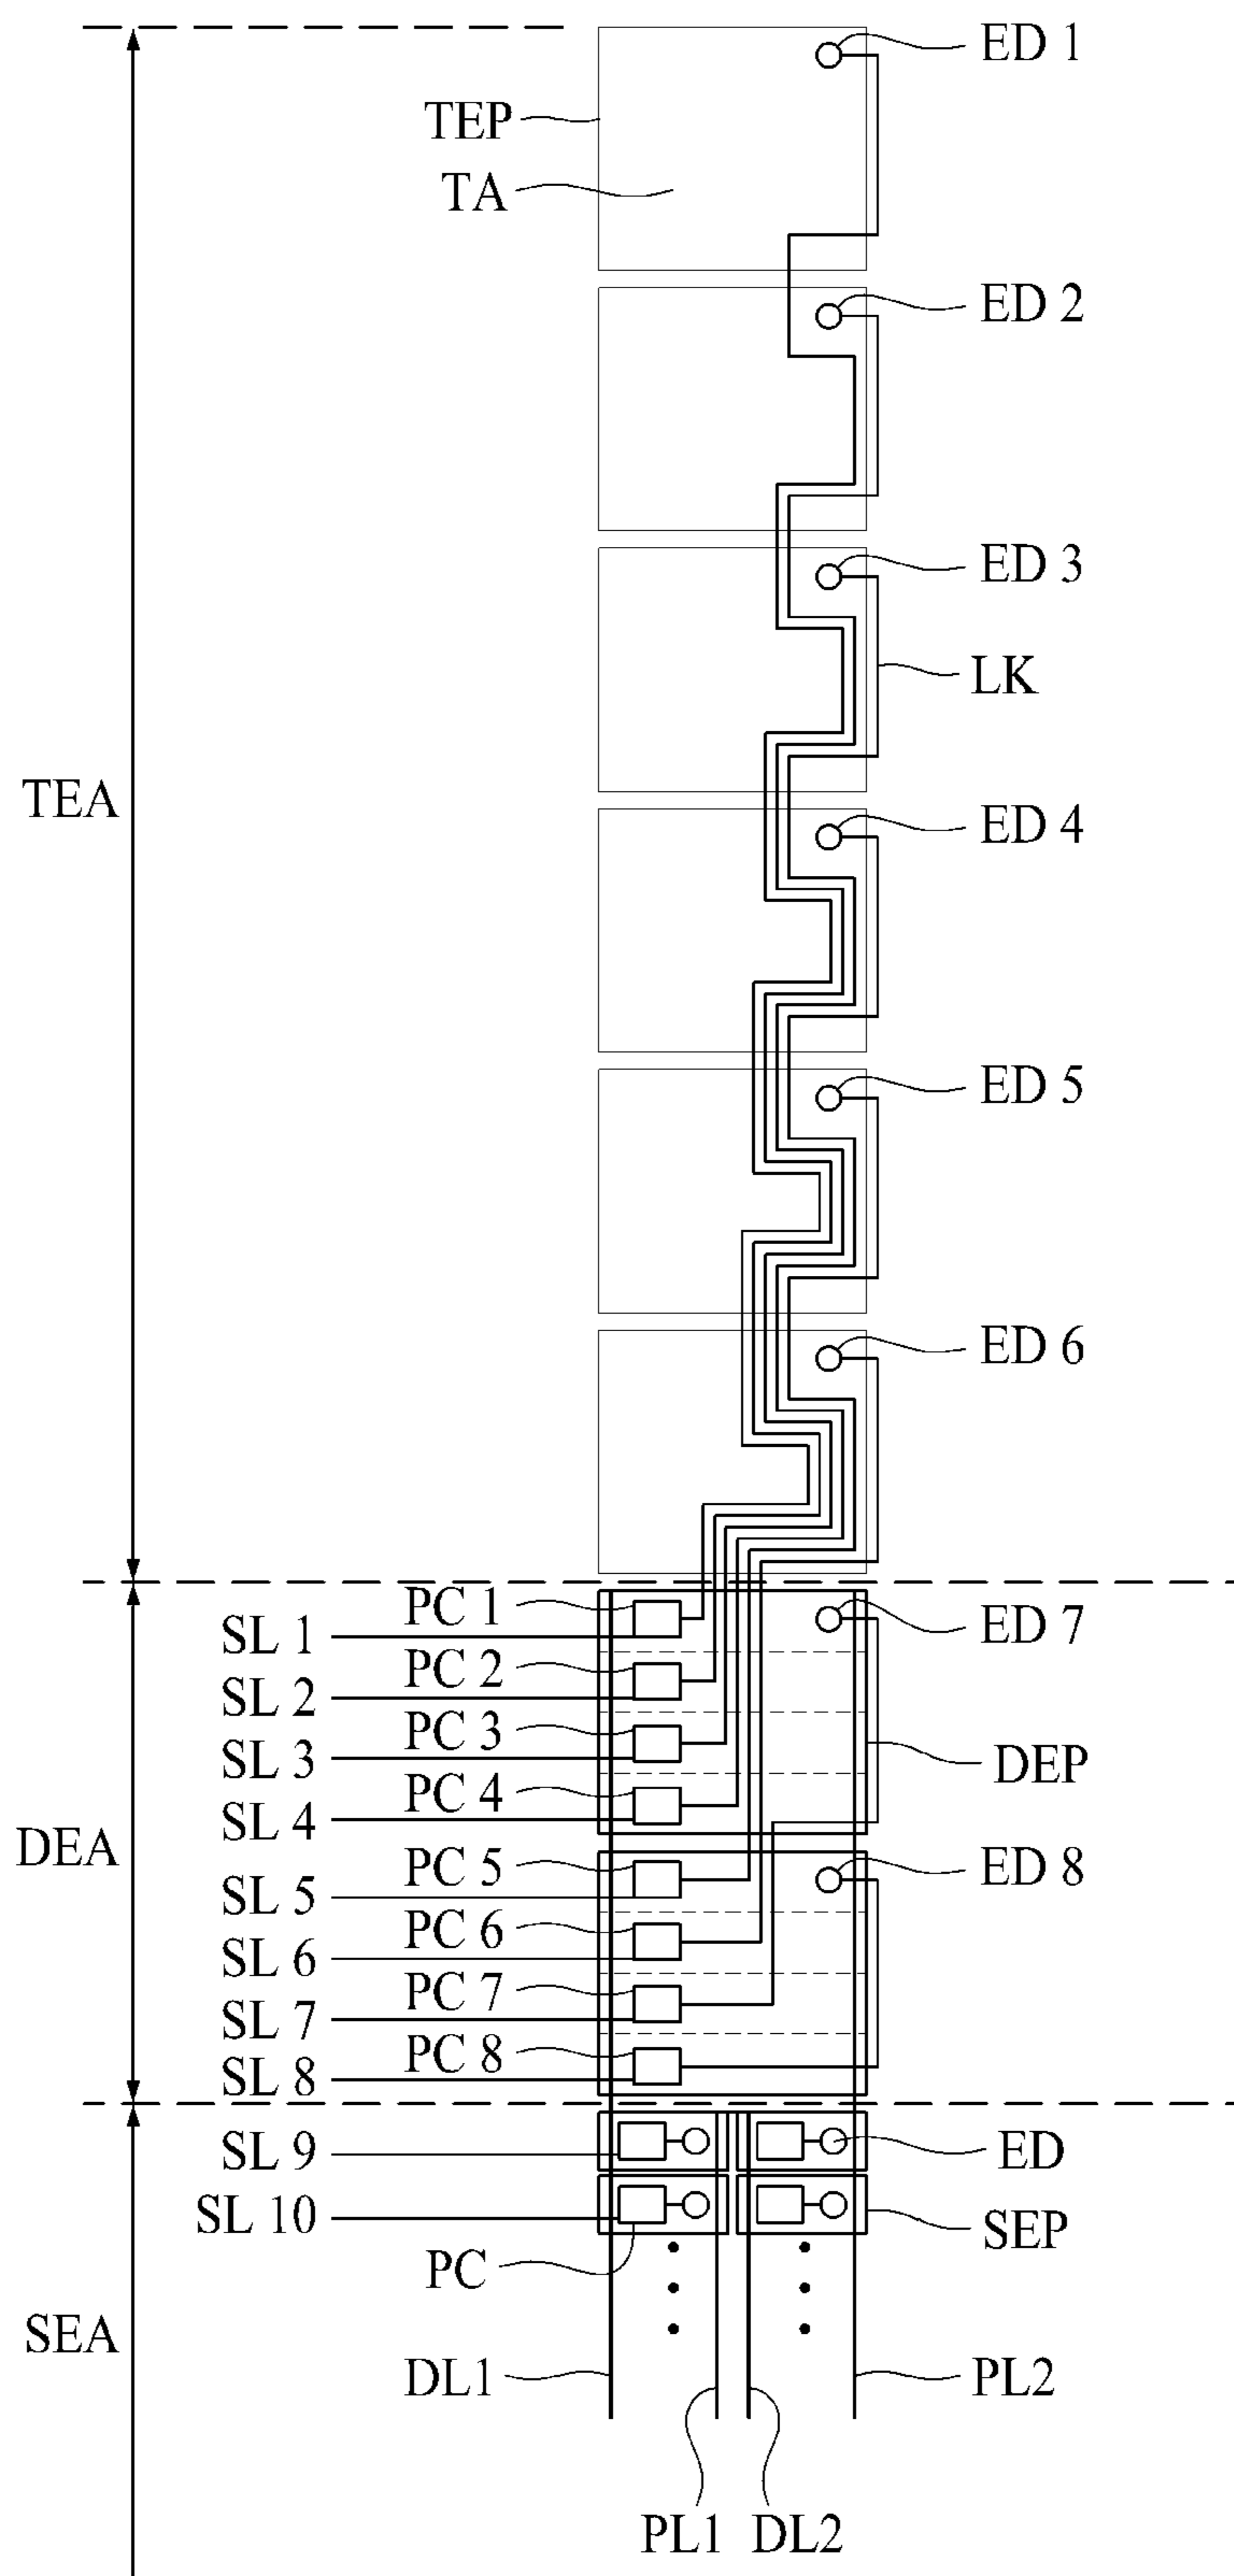 ED 1
TEP
TA
ED 2
ED 3
LK
TEA
ED 4
ED 5
ED 6
PC 1
ED 7
SL 1
PC 2
SL 2
PC 3
SL 3
DEP
PC 4
SL 4
DEA
PC 5
ED 8
SL 5
PC 6
SL 6
PC 7
SL 7
PC 8
SL 8
SL 9
ED
SL 10
SEP
PC
SEA
DL1
PL2
PL1
DL2